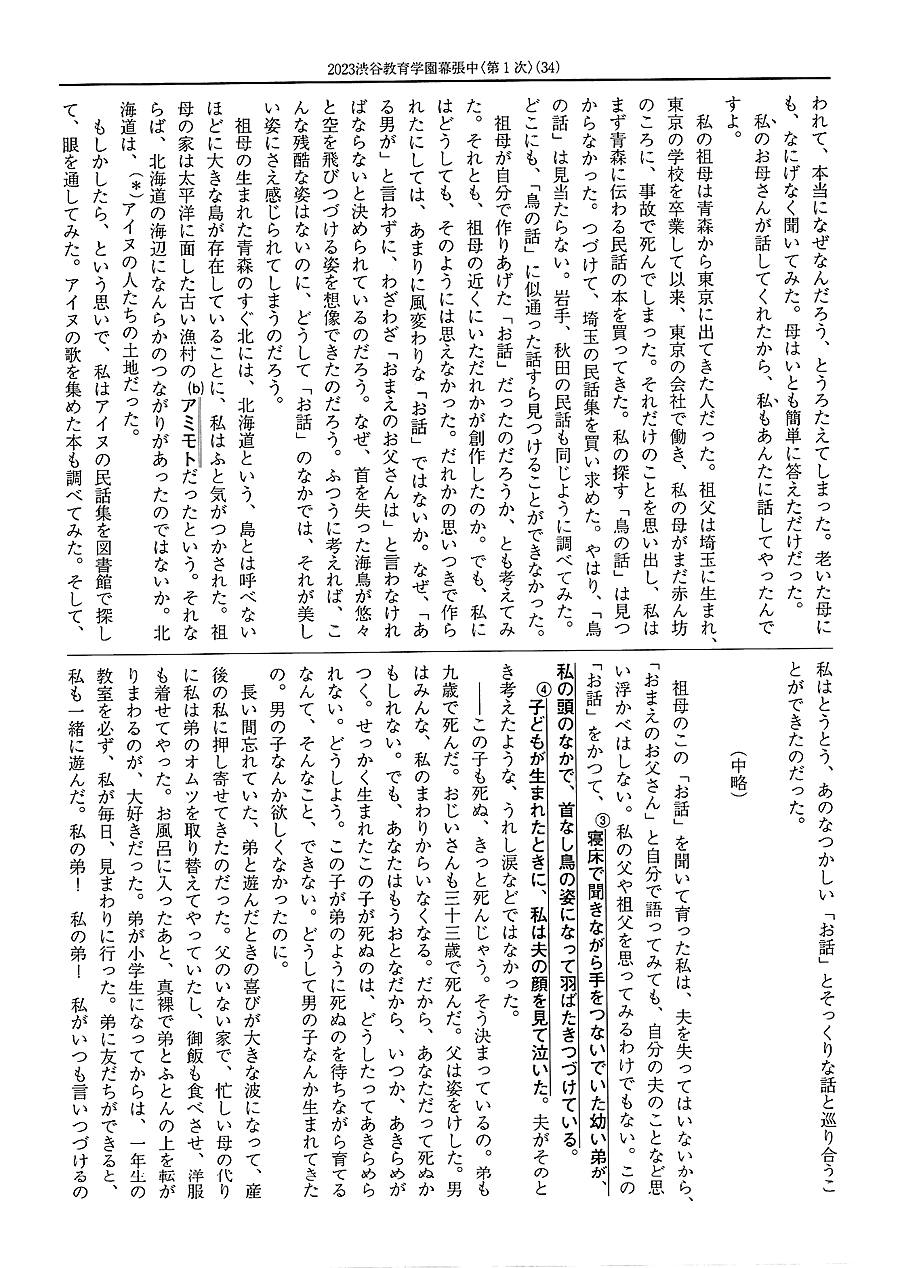 2023渋谷教育学園幕張中〈第1次〉(34)
われて、本当になぜなんだろう、とうろたえてしまった。老いた母に
も、なにげなく聞いてみた。母はいとも簡単に答えただけだった。
私のお母さんが話してくれたから、私もあんたに話してやったんで
すよ。
私の祖母は青森から東京に出てきた人だった。祖父は埼玉に生まれ、
東京の学校を卒業して以来、東京の会社で働き、私の母がまだ赤ん坊
のころに、事故で死んでしまった。それだけのことを思い出し、私は
まず青森に伝わる民話の本を買ってきた。私の探す「鳥の話」は見つ
からなかった。つづけて、埼玉の民話集を買い求めた。やはり、「鳥
の話」は見当たらない。岩手、秋田の民話も同じように調べてみた。
どこにも、「鳥の話」に似通った話すら見つけることができなかった。
祖母が自分で作りあげた「お話」だったのだろうか、とも考えてみ
た。それとも、祖母の近くにいただれかが創作したのか。でも、私に
はどうしても、そのようには思えなかった。だれかの思いつきで作ら
れたにしては、あまりに風変わりな「お話」ではないか。なぜ、「あ
る男が」と言わずに、わざわざ「おまえのお父さんは」と言わなけれ
ばならないと決められているのだろう。なぜ、首を失った海鳥が悠々
と空を飛びつづける姿を想像できたのだろう。ふつうに考えれば、こ
んな残酷な姿はないのに、どうして「お話」のなかでは、それが美し
い姿にさえ感じられてしまうのだろう。
祖母の生まれた青森のすぐ北には、北海道という、島とは呼べない
ほどに大きな島が存在していることに、私はふと気がつかされた。祖
母の家は太平洋に面した古い漁村の(b)アミモトだったという。それな
らば、北海道の海辺になんらかのつながりがあったのではないか。北
海道は、(*)アイヌの人たちの土地だった。
もしかしたら、という思いで、私はアイヌの民話集を図書館で探し
て、眼を通してみた。アイヌの歌を集めた本も調べてみた。そして、
私はとうとう、あのなつかしい「お話」とそっくりな話と巡り合うこ
とができたのだった。
(中略)
祖母のこの「お話」を聞いて育った私は、夫を失ってはいないから、
「おまえのお父さん」と自分で語ってみても、自分の夫のことなど思
い浮かべはしない。私の父や祖父を思ってみるわけでもない。この
「お話」をかつて、③寝床で聞きながら手をつないでいた幼い弟が、
私の頭のなかで、首なし鳥の姿になって羽ばたきつづけている。
④子どもが生まれたときに、私は夫の顔を見て泣いた。夫がそのと
き考えたような、うれし涙などではなかった。
――この子も死ぬ、きっと死んじゃう。そう決まっているの。弟も
九歳で死んだ。おじいさんも三十三歳で死んだ。父は姿をけした。男
はみんな、私のまわりからいなくなる。だから、あなただって死ぬか
もしれない。でも、あなたはもうおとなだから、いつか、あきらめが
つく。せっかく生まれたこの子が死ぬのは、どうしたってあきらめら
れない。どうしよう。この子が弟のように死ぬのを待ちながら育てる
なんて、そんなこと、できない。どうして男の子なんか生まれてきた
の。男の子なんか欲しくなかったのに。
長い間忘れていた、弟と遊んだときの喜びが大きな波になって、産
後の私に押し寄せてきたのだった。父のいない家で、忙しい母の代り
に私は弟のオムツを取り替えてやっていたし、御飯も食べさせ、洋服
も着せてやった。お風呂に入ったあと、真裸で弟とふとんの上を転が
りまわるのが、大好きだった。弟が小学生になってからは、一年生の
教室を必ず、私が毎日、見まわりに行った。弟に友だちができると、
私も一緒に遊んだ。私の弟！　私の弟！　私がいつも言いつづけるの